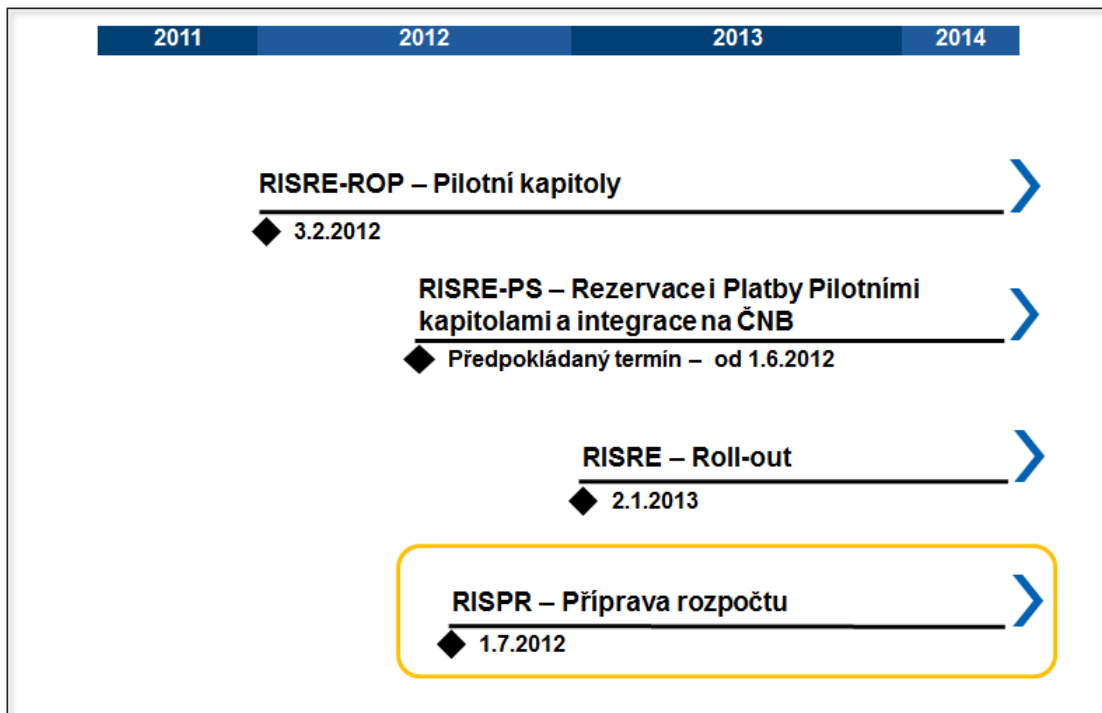 2011 2012 2013 2014
RISRE-ROP – Pilotní kapitoly
3.2.2012
RISRE-PS – Rezervace i Platby Pilotními
kapitolami a integrace na ČNB
Předpokládaný termín – od 1.6.2012
RISRE – Roll-out
2.1.2013
RISPR – Příprava rozpočtu
1.7.2012